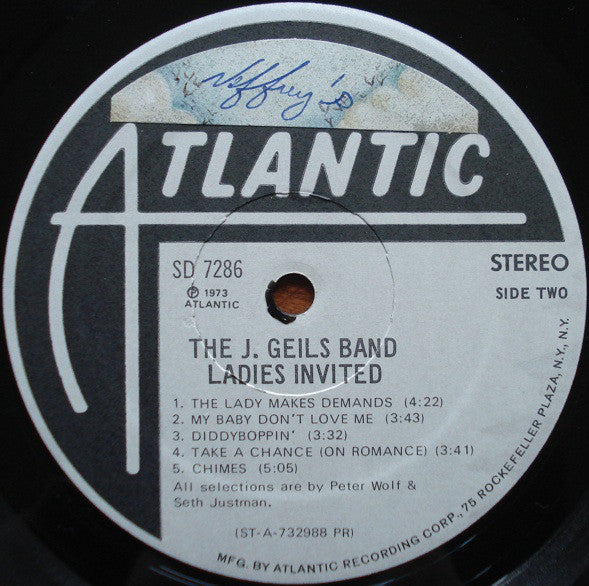 Jeffrey's
ATLANTIC
SD 7286
℗ 1973
ATLANTIC
STEREO
SIDE TWO
THE J. GEILS BAND
LADIES INVITED
1. THE LADY MAKES DEMANDS (4:22)
2. MY BABY DON'T LOVE ME (3:43)
3. DIDDYBOPPIN' (3:32)
4. TAKE A CHANCE (ON ROMANCE) (3:41)
5. CHIMES (5:05)
All selections are by Peter Wolf &
Seth Justman.
(ST-A-732988 PR)
MFG. BY ATLANTIC RECORDING CORP., 75 ROCKEFELLER PLAZA, N.Y., N.Y.